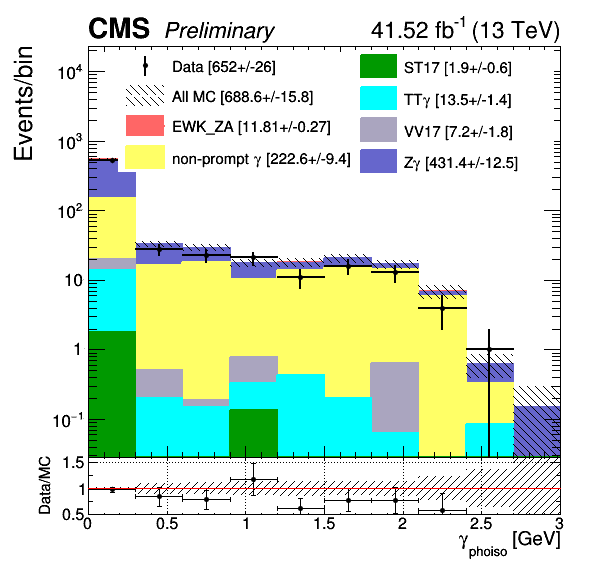 CMS Preliminary 41.52 fb⁻¹ (13 TeV)
Events/bin
Data [652+/-26]
All MC [688.6+/-15.8]
EWK_ZA [11.81+/-0.27]
non-prompt γ [222.6+/-9.4]
ST17 [1.9+/-0.6]
TTγ [13.5+/-1.4]
VV17 [7.2+/-1.8]
Zγ [431.4+/-12.5]
10⁴
10³
10²
10
1
10⁻¹
Data/MC
1.5
1
0.5
0 0.5 1 1.5 2 2.5 3
γ_phoiso [GeV]